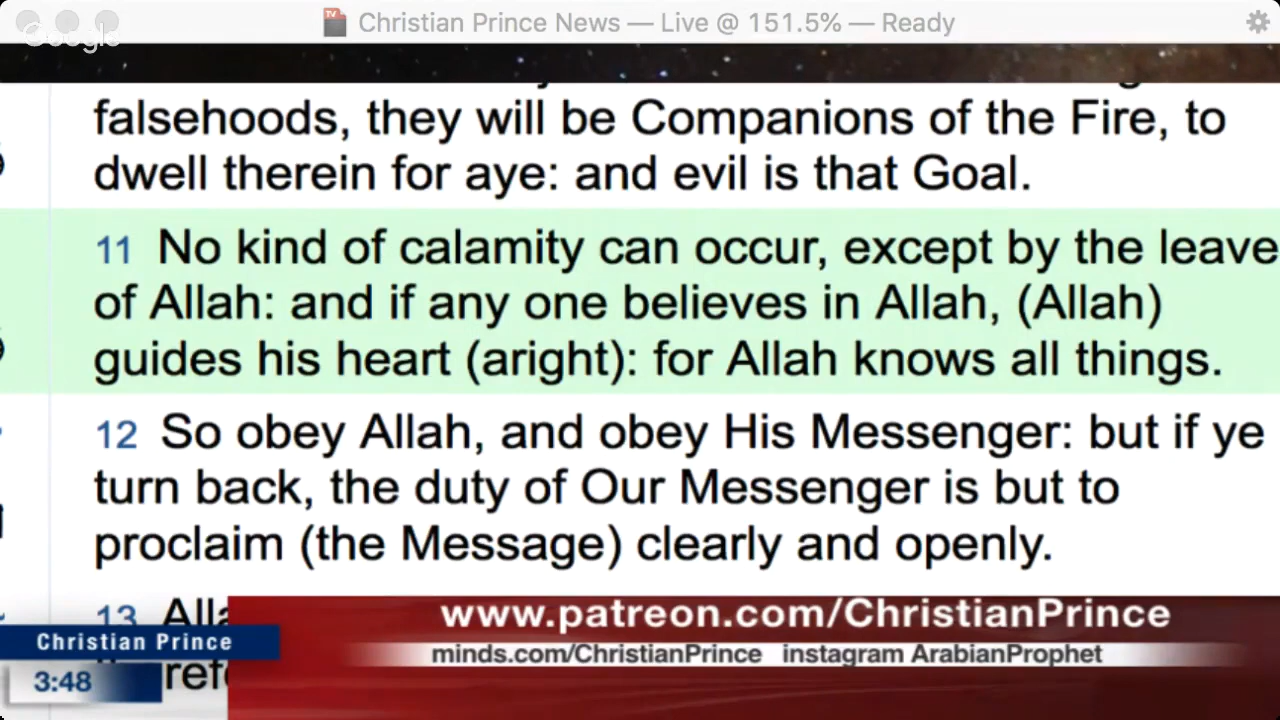 Christian Prince News — Live @ 151.5% — Ready
Google
falsehoods, they will be Companions of the Fire, to
dwell therein for aye: and evil is that Goal.
11 No kind of calamity can occur, except by the leave
of Allah: and if any one believes in Allah, (Allah)
guides his heart (aright): for Allah knows all things.
12 So obey Allah, and obey His Messenger: but if ye
turn back, the duty of Our Messenger is but to
proclaim (the Message) clearly and openly.
13
www.patreon.com/ChristianPrince
Christian Prince
minds.com/ChristianPrince instagram ArabianProphet
3:48